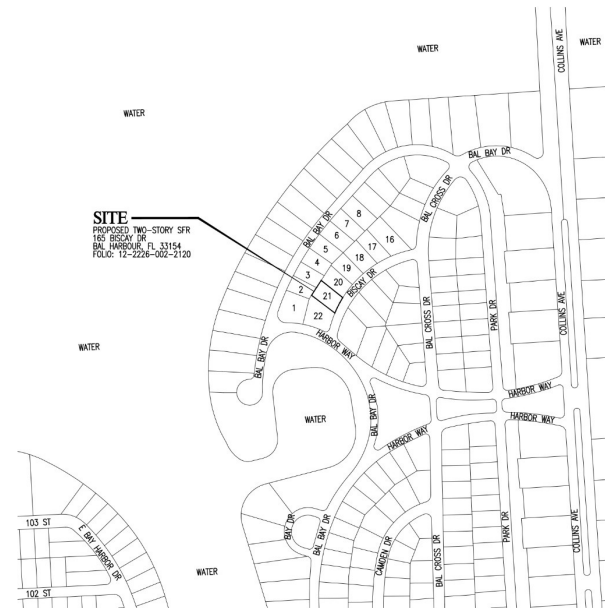 COLLINS AVE
WATER
WATER
WATER
BAL BAY DR
BAL CROSS DR
BAL BAY DR
SITE
PROPOSED TWO-STORY SFR
165 BISCAY DR
BAL HARBOUR, FL 33154
FOLIO: 12-2226-002-2120
8
7
6
5
4
3
2
1
16
17
18
19
20
21
22
BISCAY DR
HARBOR WAY
BAL CROSS DR
PARK DR
COLLINS AVE
WATER
BAL BAY DR
HARBOR WAY
HARBOR WAY
BAL BAY DR
WATER
HARBOR WAY
103 ST
E BAY HARBOR DR
BAY DR
BAL BAY DR
CAMDEN DR
BAL CROSS DR
PARK DR
COLLINS AVE
WATER
102 ST